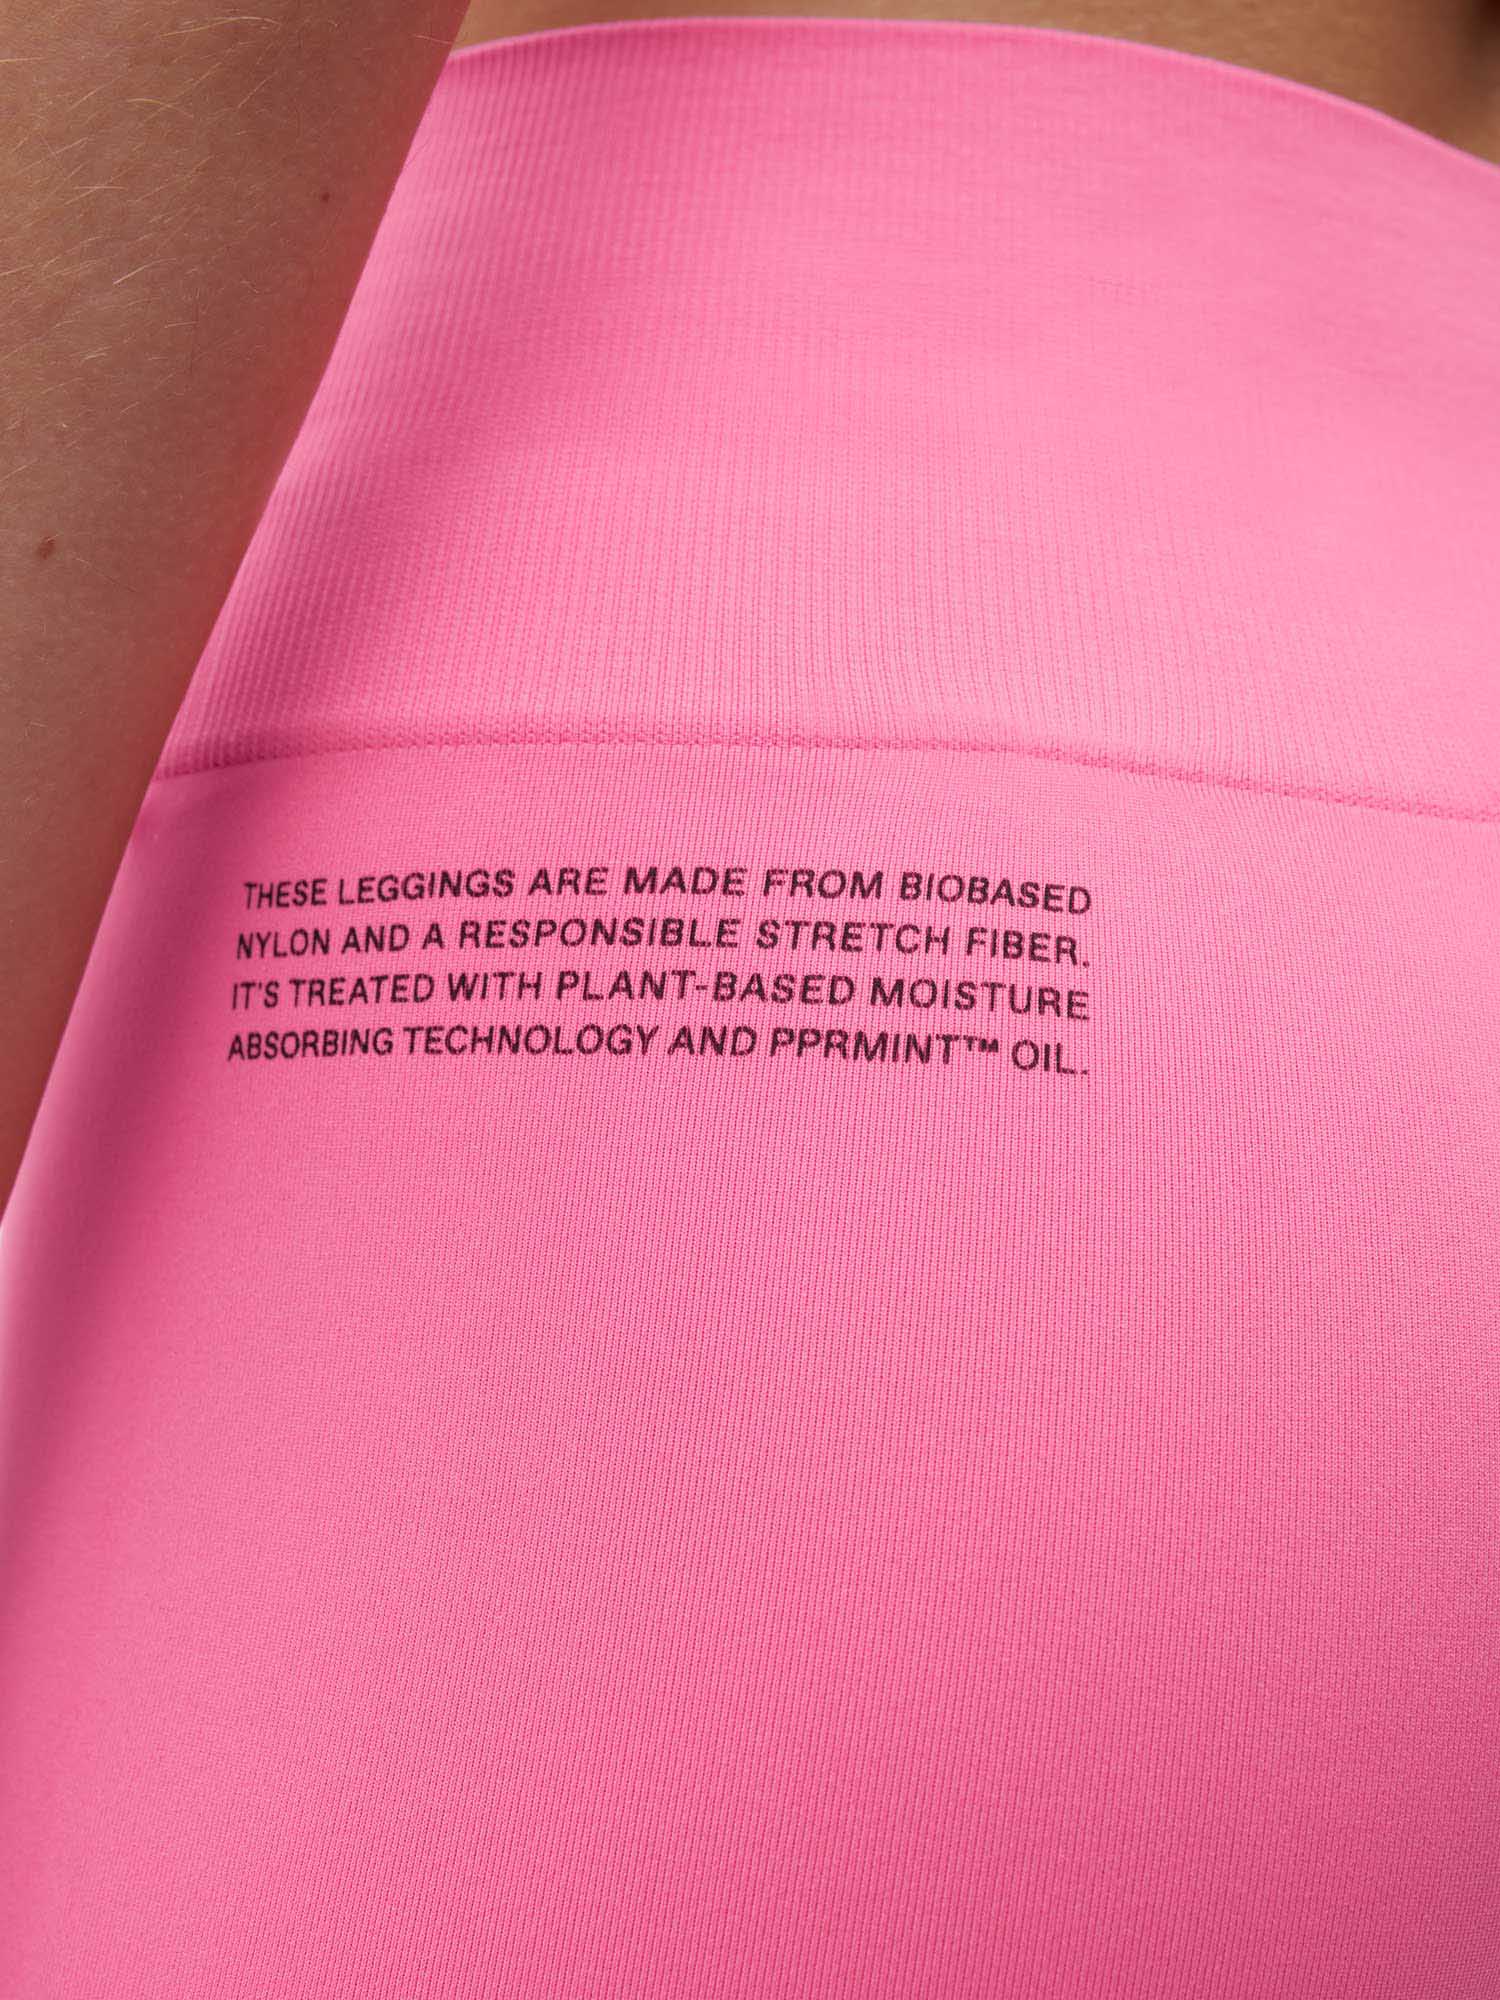 THESE LEGGINGS ARE MADE FROM BIOBASED
NYLON AND A RESPONSIBLE STRETCH FIBER.
IT'S TREATED WITH PLANT-BASED MOISTURE
ABSORBING TECHNOLOGY AND PPRMINT™ OIL.